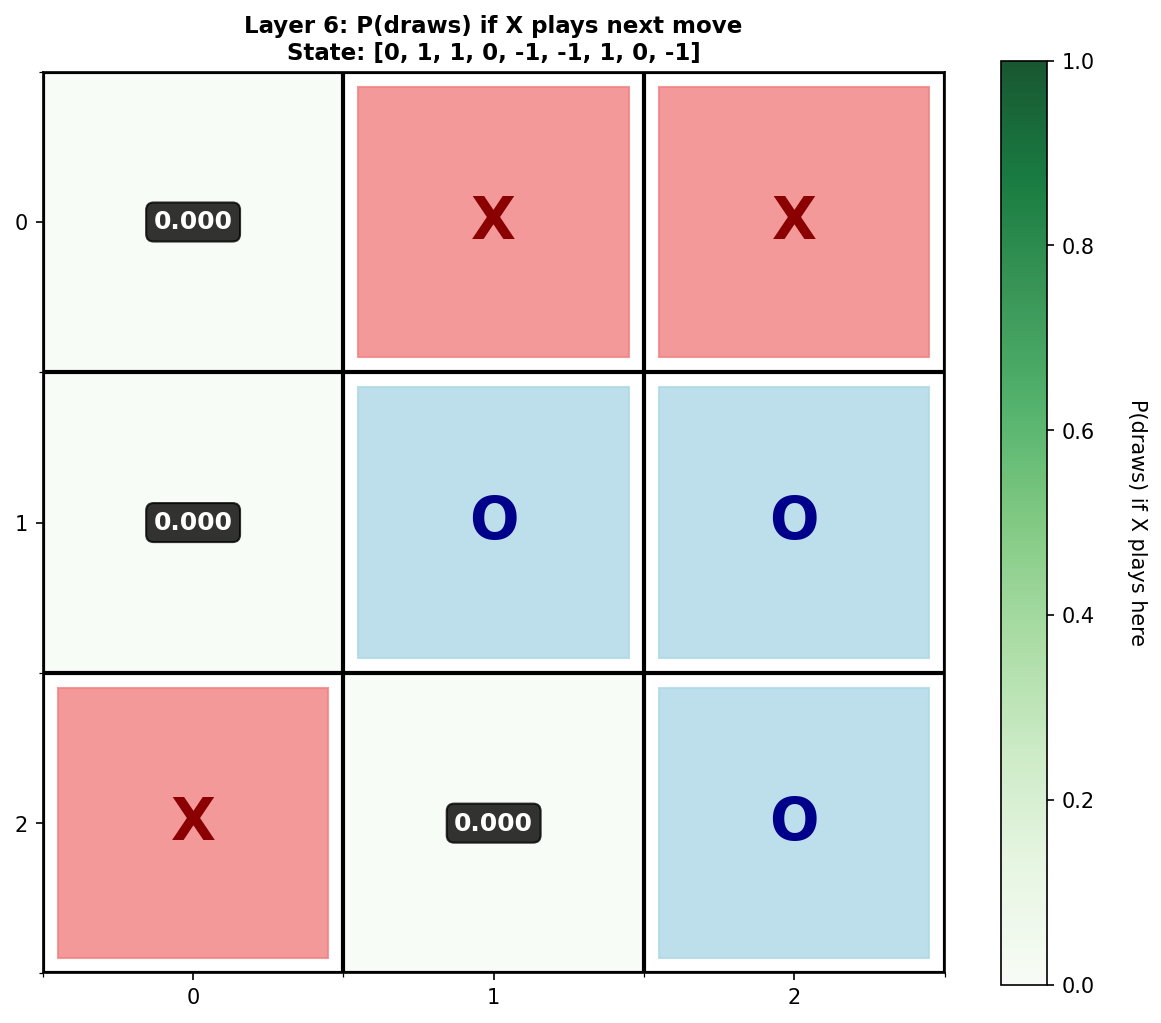 Layer 6: P(draws) if X plays next move
State: [0, 1, 1, 0, -1, -1, 1, 0, -1]
0
0.000
X
X
1
0.000
O
O
2
X
0.000
O
0
1
2
1.0
0.8
0.6
0.4
0.2
0.0
P(draws) if X plays here